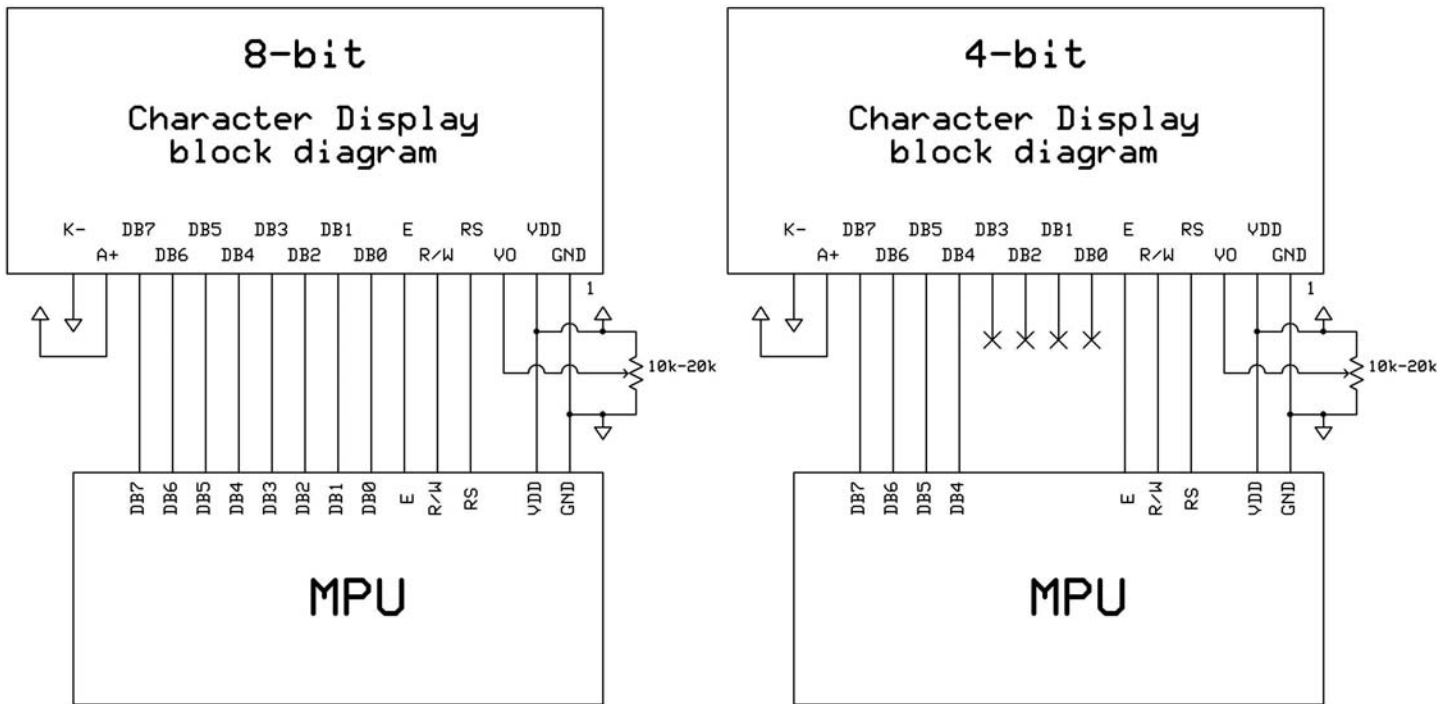 8-bit
Character Display
block diagram
K- DB7 DB5 DB3 DB1 E RS VDD
A+ DB6 DB4 DB2 DB0 R/W VO GND
1
10k-20k
DB7 DB6 DB5 DB4 DB3 DB2 DB1 DB0 E R/W RS VDD GND
MPU
4-bit
Character Display
block diagram
K- DB7 DB5 DB3 DB1 E RS VDD
A+ DB6 DB4 DB2 DB0 R/W VO GND
1
10k-20k
DB7 DB6 DB5 DB4 E R/W RS VDD GND
MPU